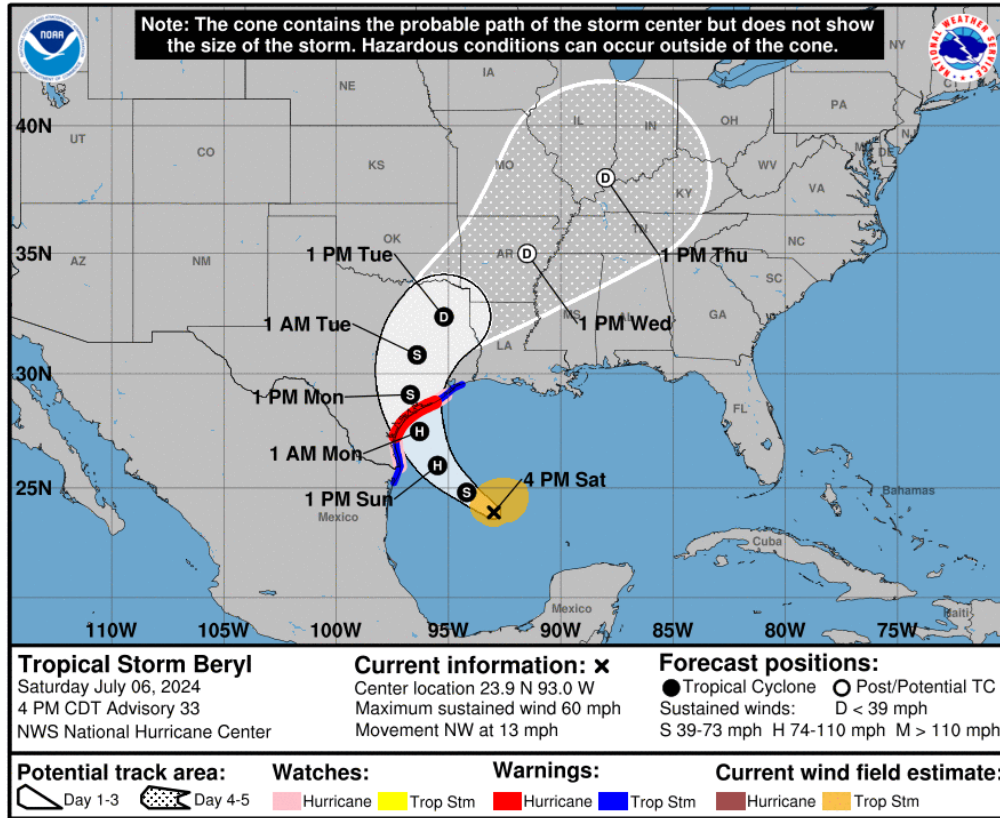 Note: The cone contains the probable path of the storm center but does not show
the size of the storm. Hazardous conditions can occur outside of the cone.
NOAA
NATIONAL WEATHER SERVICE
NY
IA
NE
CT
PA
40N
IL
IN
OH
NJ
UT
CO
MD
DE
KS
MO
WV
D
VA
KY
OK
TN
NC
1 PM Tue
35N
AR
D
1 PM Thu
AZ
NM
SC
D
MS
AL
GA
1 AM Tue
1 PM Wed
LA
S
30N
1 PM Mon
S
FL
H
1 AM Mon
H
4 PM Sat
25N
1 PM Sun
S
Bahamas
Mexico
Cuba
Mexico
Haiti
110W 105W 100W 95W 90W 85W 80W 75W
Tropical Storm Beryl
Saturday July 06, 2024
4 PM CDT Advisory 33
NWS National Hurricane Center
Current information: ×
Center location 23.9 N 93.0 W
Maximum sustained wind 60 mph
Movement NW at 13 mph
Forecast positions:
Tropical Cyclone Post/Potential TC
Sustained winds: D < 39 mph
S 39-73 mph H 74-110 mph M > 110 mph
Potential track area:
Day 1-3 Day 4-5
Watches:
Hurricane Trop Stm
Warnings:
Hurricane Trop Stm
Current wind field estimate:
Hurricane Trop Stm